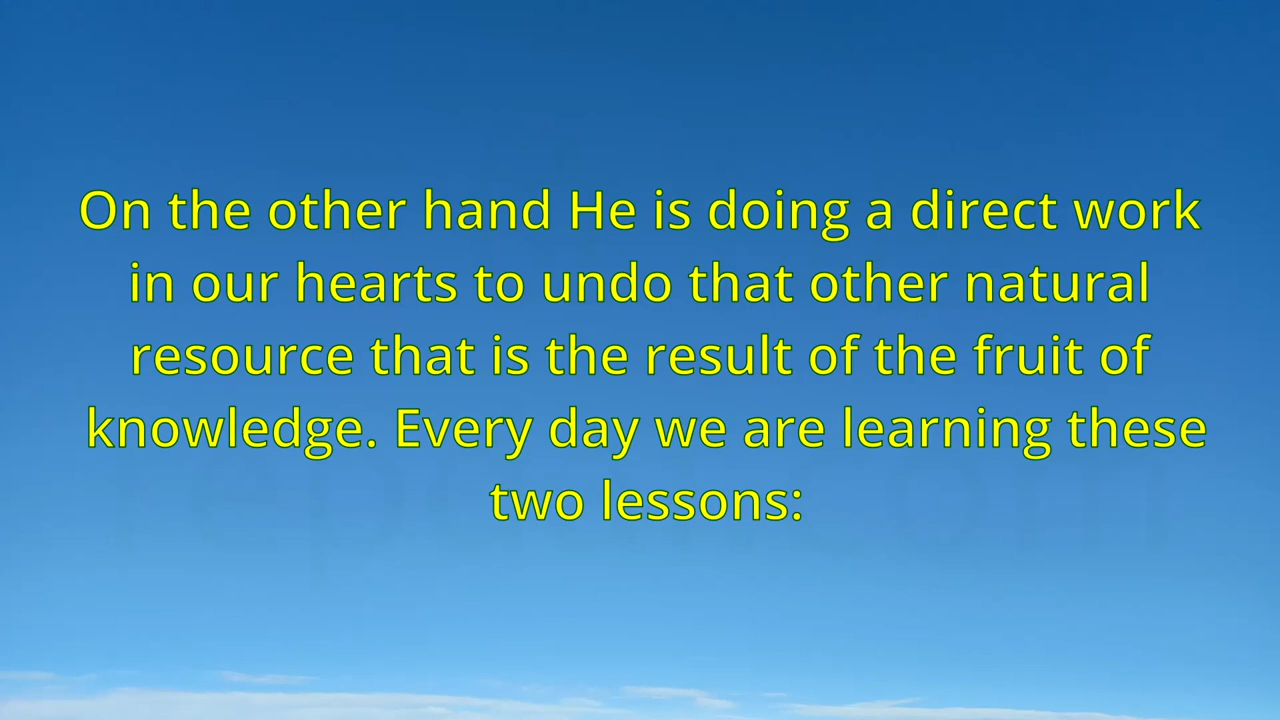 On the other hand He is doing a direct work
in our hearts to undo that other natural
resource that is the result of the fruit of
knowledge. Every day we are learning these
two lessons: